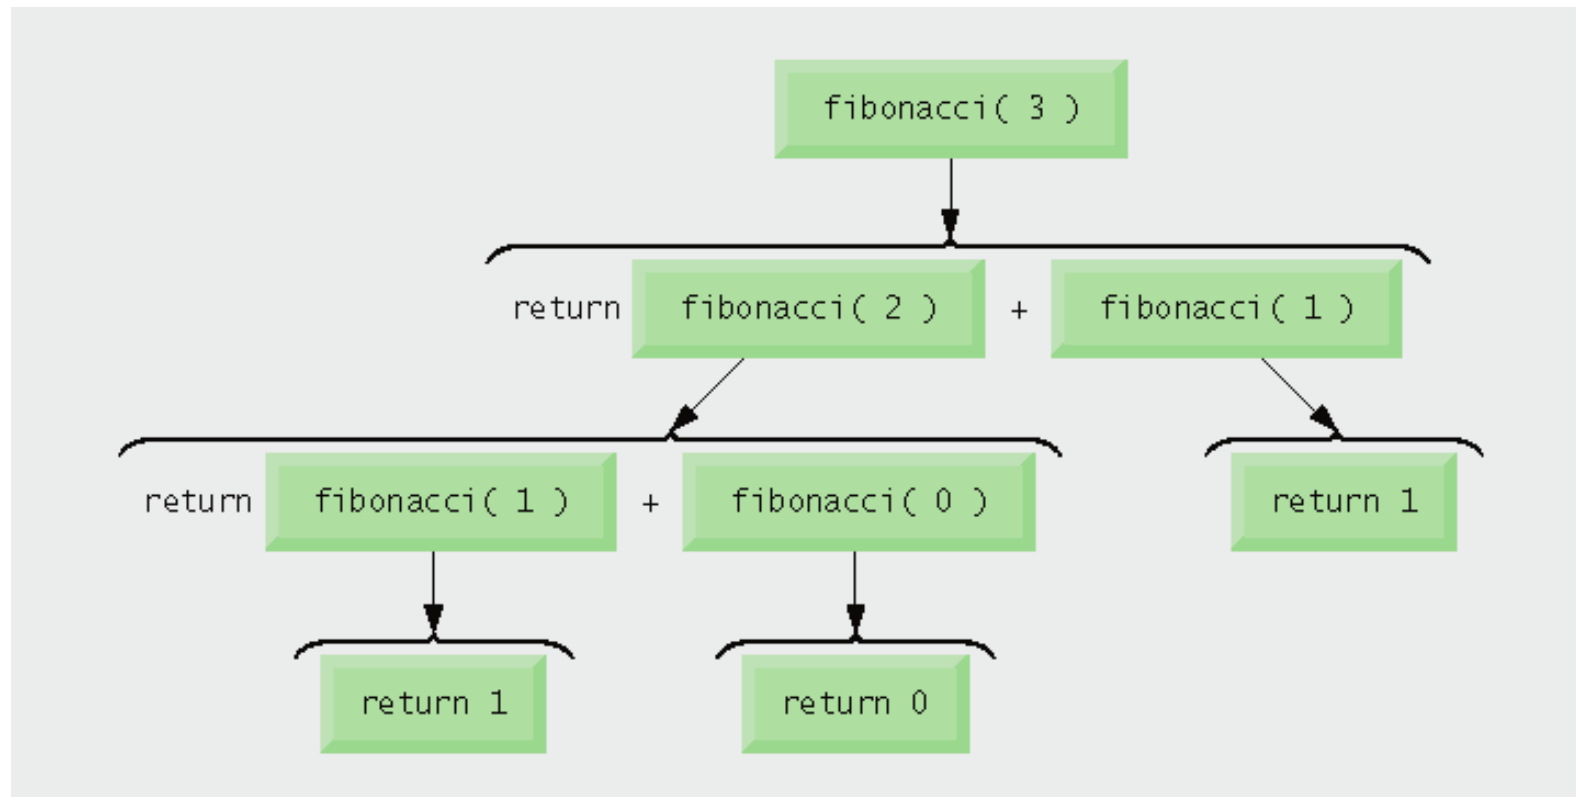 fibonacci( 3 )
return fibonacci( 2 ) + fibonacci( 1 )
return fibonacci( 1 ) + fibonacci( 0 ) return 1
return 1 return 0